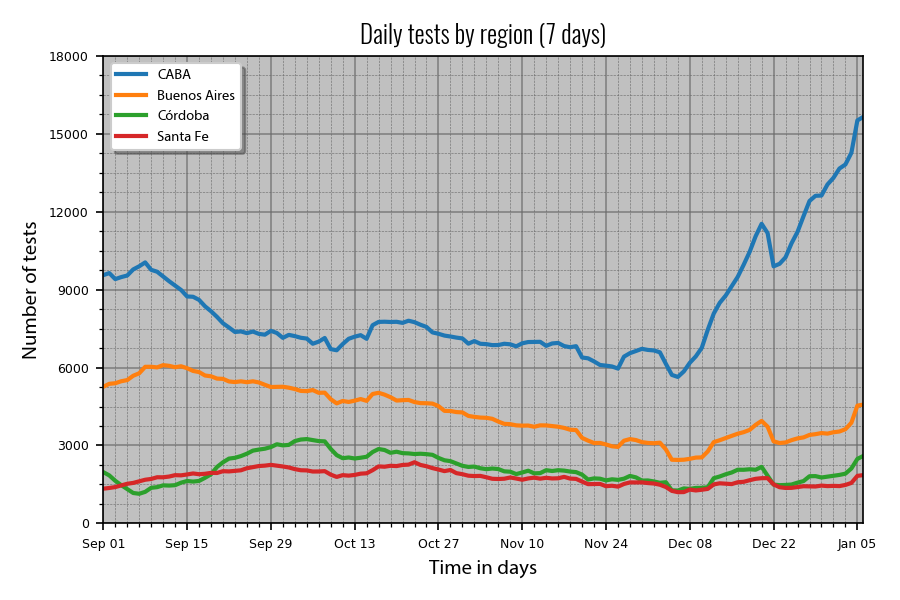 Daily tests by region (7 days)
Number of tests
18000
15000
12000
9000
6000
3000
0
CABA
Buenos Aires
Córdoba
Santa Fe
Sep 01 Sep 15 Sep 29 Oct 13 Oct 27 Nov 10 Nov 24 Dec 08 Dec 22 Jan 05
Time in days